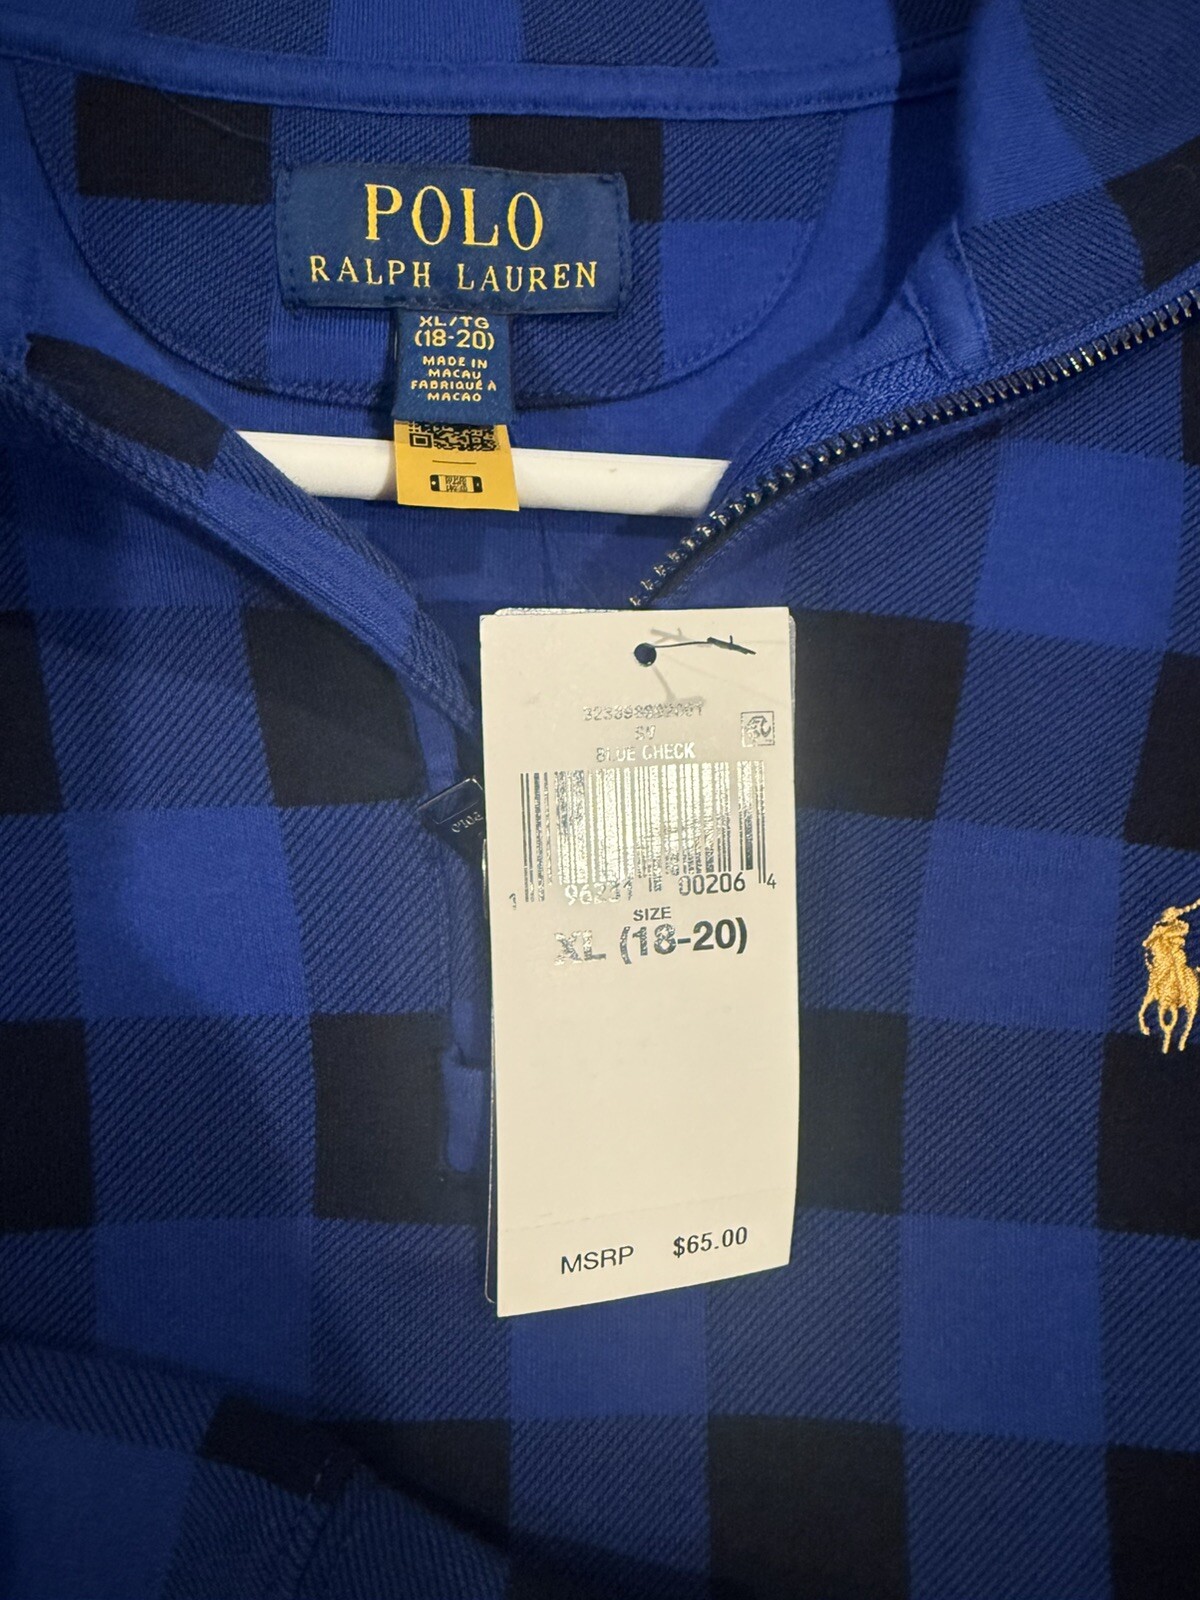 POLO
RALPH LAUREN
XL/TG
(18-20)
MADE IN
MACAU
FABRIQUÉ À
MACAO
BLUE CHECK
00206 4
SIZE
XL (18-20)
MSRP $65.00